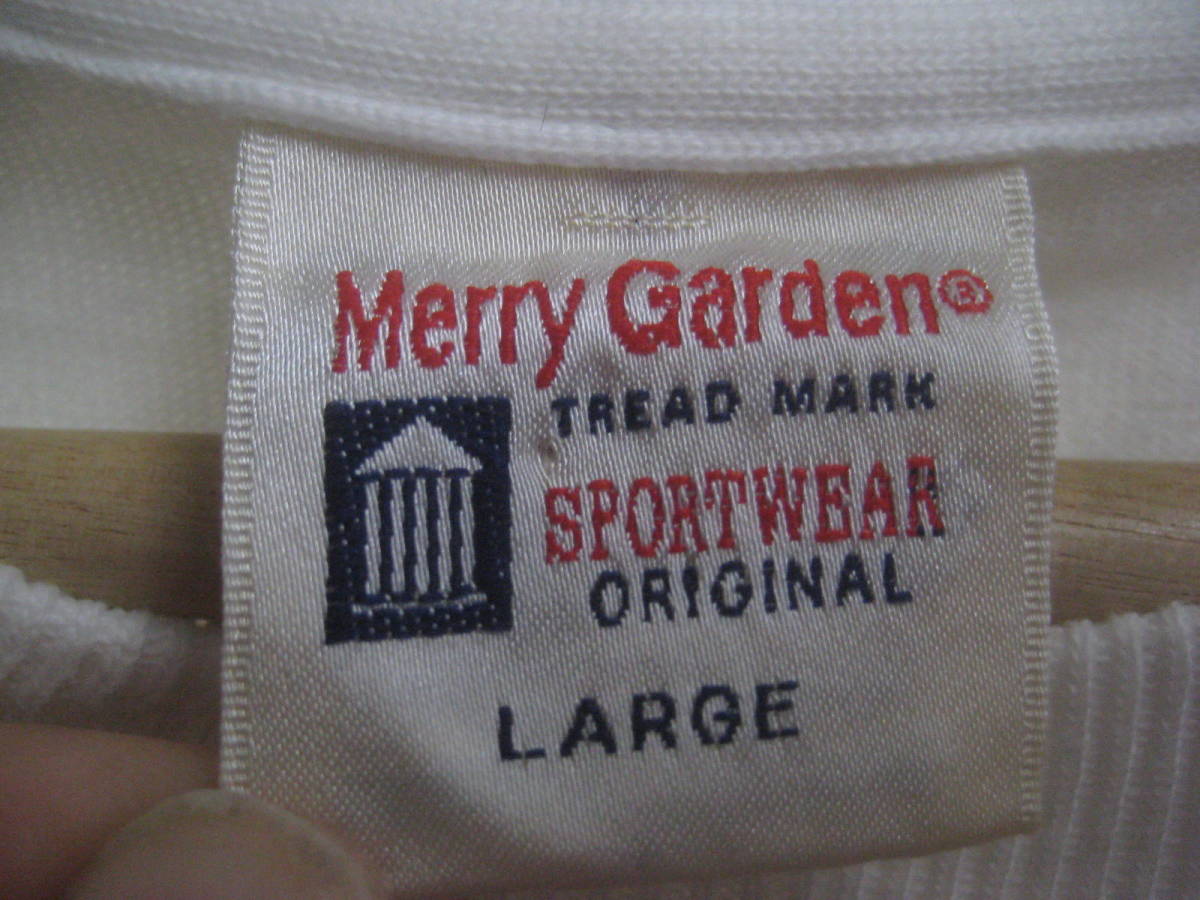 Merry Garden®
TREAD MARK
SPORTWEAR
ORIGINAL
LARGE